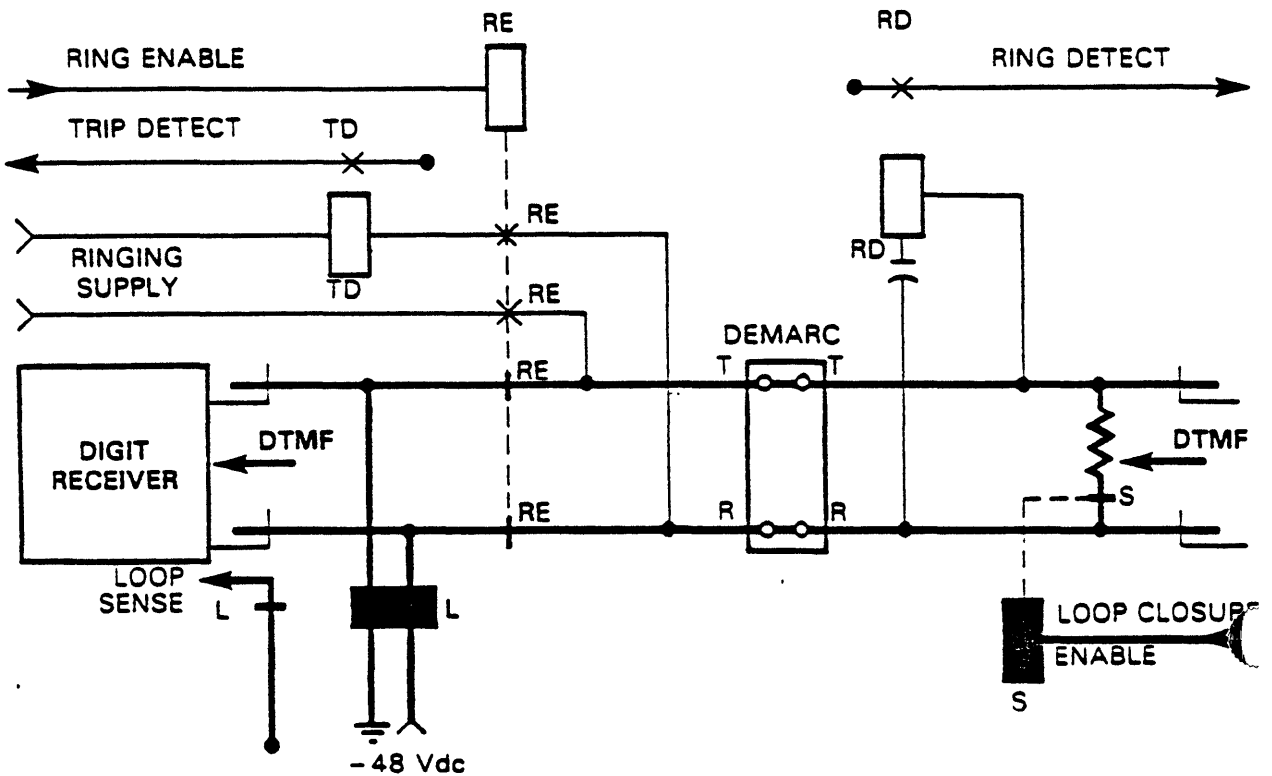 RE
RD
RING ENABLE
RING DETECT
TRIP DETECT
TD
RE
RINGING
SUPPLY
TD
RD
RE
DEMARC
T
T
RE
DIGIT
RECEIVER
DTMF
DTMF
S
RE
R
R
LOOP
SENSE
L
L
LOOP CLOSURE
ENABLE
S
-48 Vdc